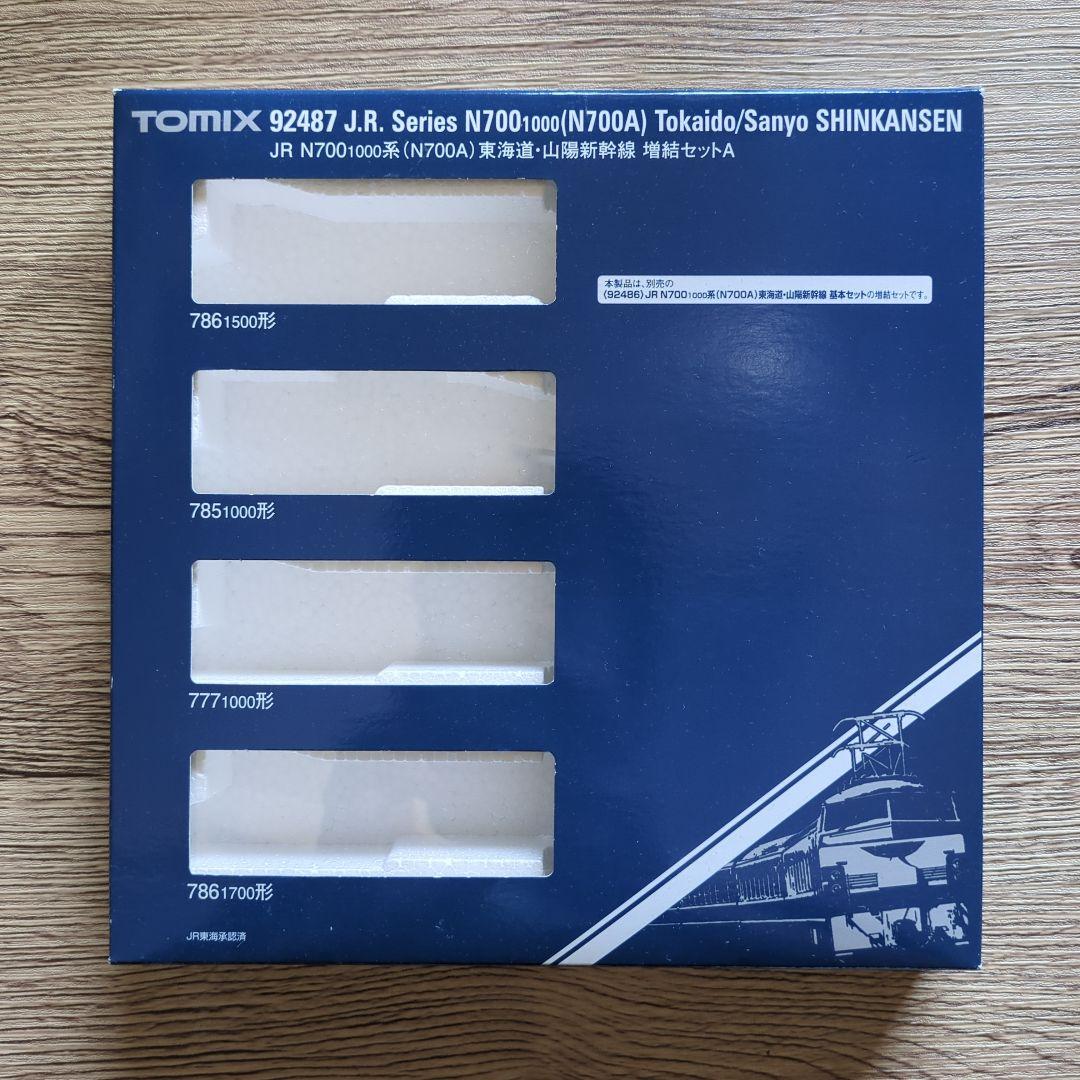 TOMIX 92487 J.R. Series N7001000(N700A) Tokaido/Sanyo SHINKANSEN
JR N7001000系(N700A)東海道・山陽新幹線 増結セットA
本製品は、別売の
〈92486〉JR N7001000系(N700A)東海道・山陽新幹線 基本セットの増結セットです。
7861500形
7851000形
7771000形
7861700形
JR東海承認済